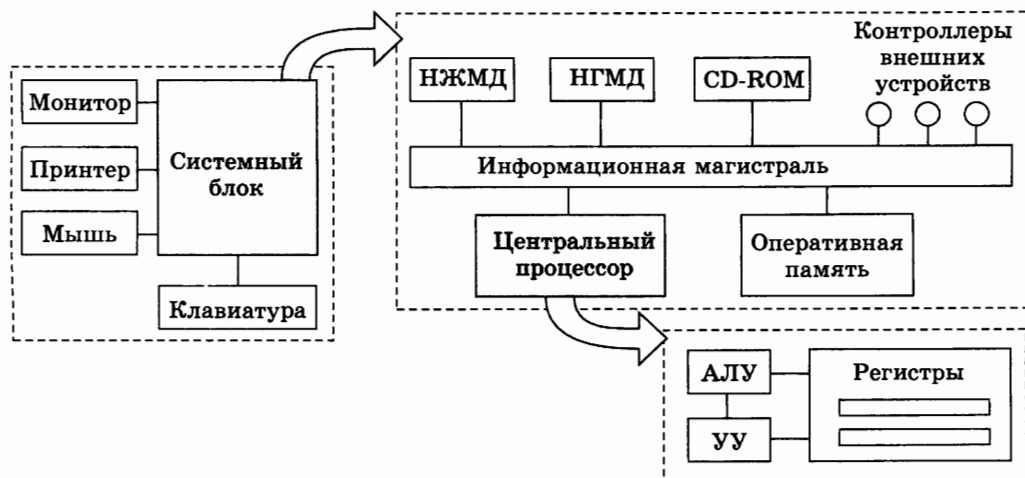 Монитор
Принтер
Мышь
Системный
блок
Клавиатура
НЖМД
НГМД
CD-ROM
Контроллеры
внешних
устройств
Информационная магистраль
Центральный
процессор
Оперативная
память
АЛУ
УУ
Регистры